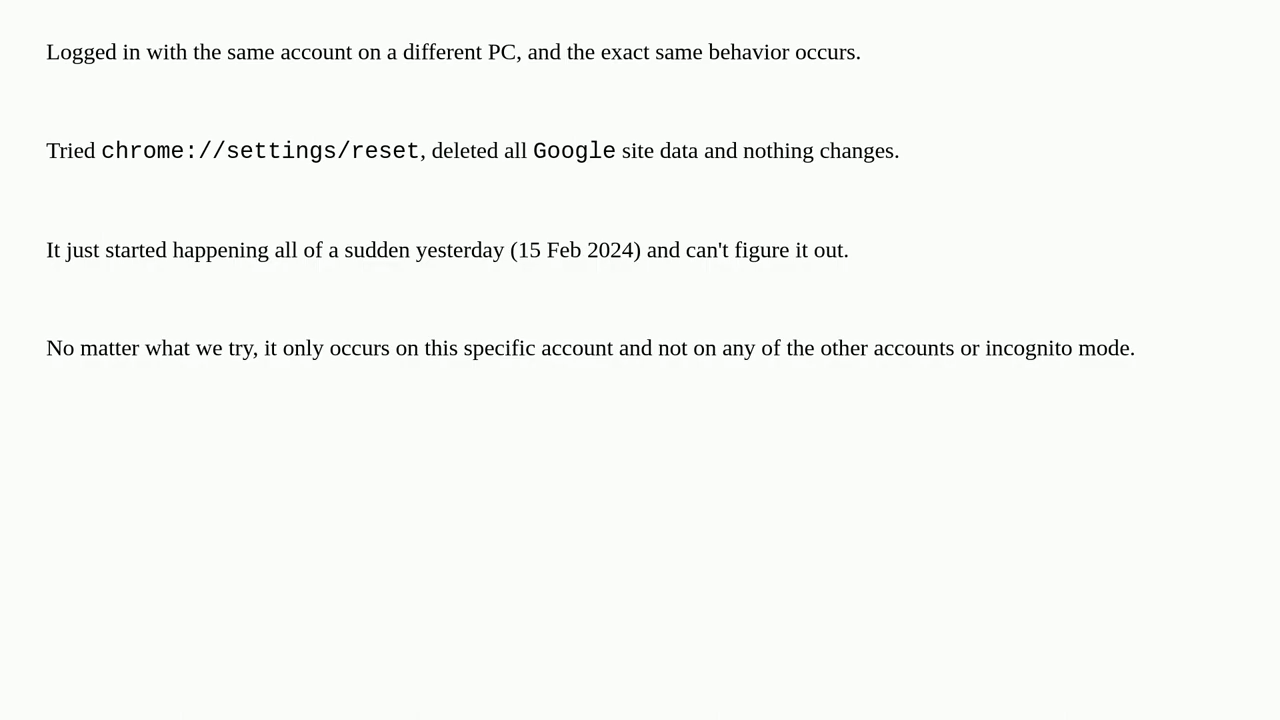 Logged in with the same account on a different PC, and the exact same behavior occurs.
Tried chrome://settings/reset, deleted all Google site data and nothing changes.
It just started happening all of a sudden yesterday (15 Feb 2024) and can't figure it out.
No matter what we try, it only occurs on this specific account and not on any of the other accounts or incognito mode.